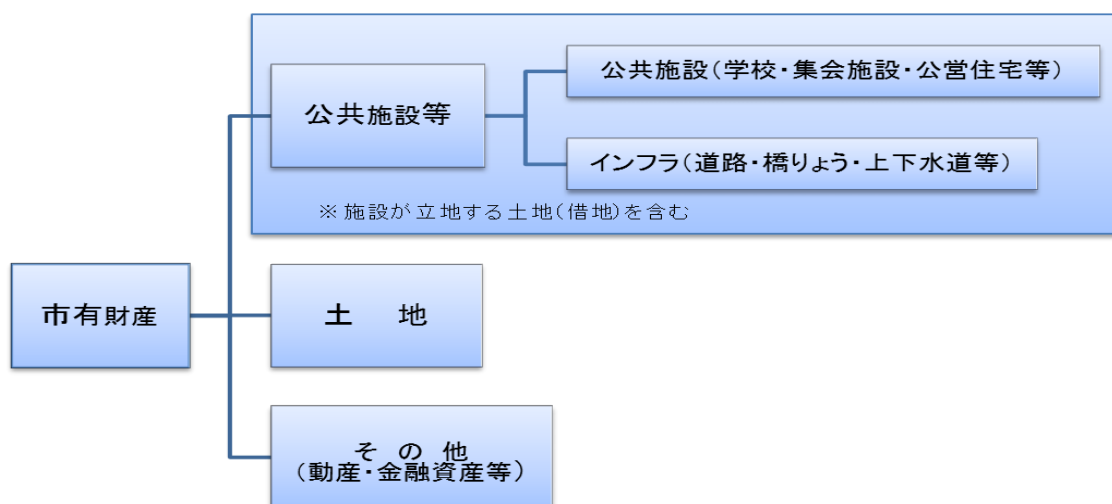 公共施設(学校・集会施設・公営住宅等)
公共施設等
インフラ(道路・橋りょう・上下水道等)
※施設が立地する土地(借地)を含む
市有財産
土 地
その他
(動産・金融資産等)